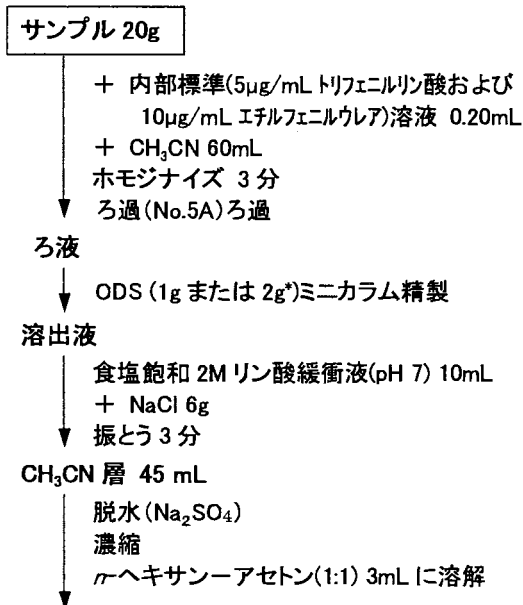 サンプル 20g
+ 内部標準(5μg/mL トリフェニルリン酸および
10μg/mL エチルフェニルウレア)溶液 0.20mL
+ CH₃CN 60mL
ホモジナイズ 3分
ろ過(No.5A)ろ過
ろ液
ODS (1g または 2g*)ミニカラム精製
溶出液
食塩飽和 2M リン酸緩衝液(pH 7) 10mL
+ NaCl 6g
振とう 3分
CH₃CN 層 45 mL
脱水(Na₂SO₄)
濃縮
n-ヘキサン-アセトン(1:1) 3mL に溶解